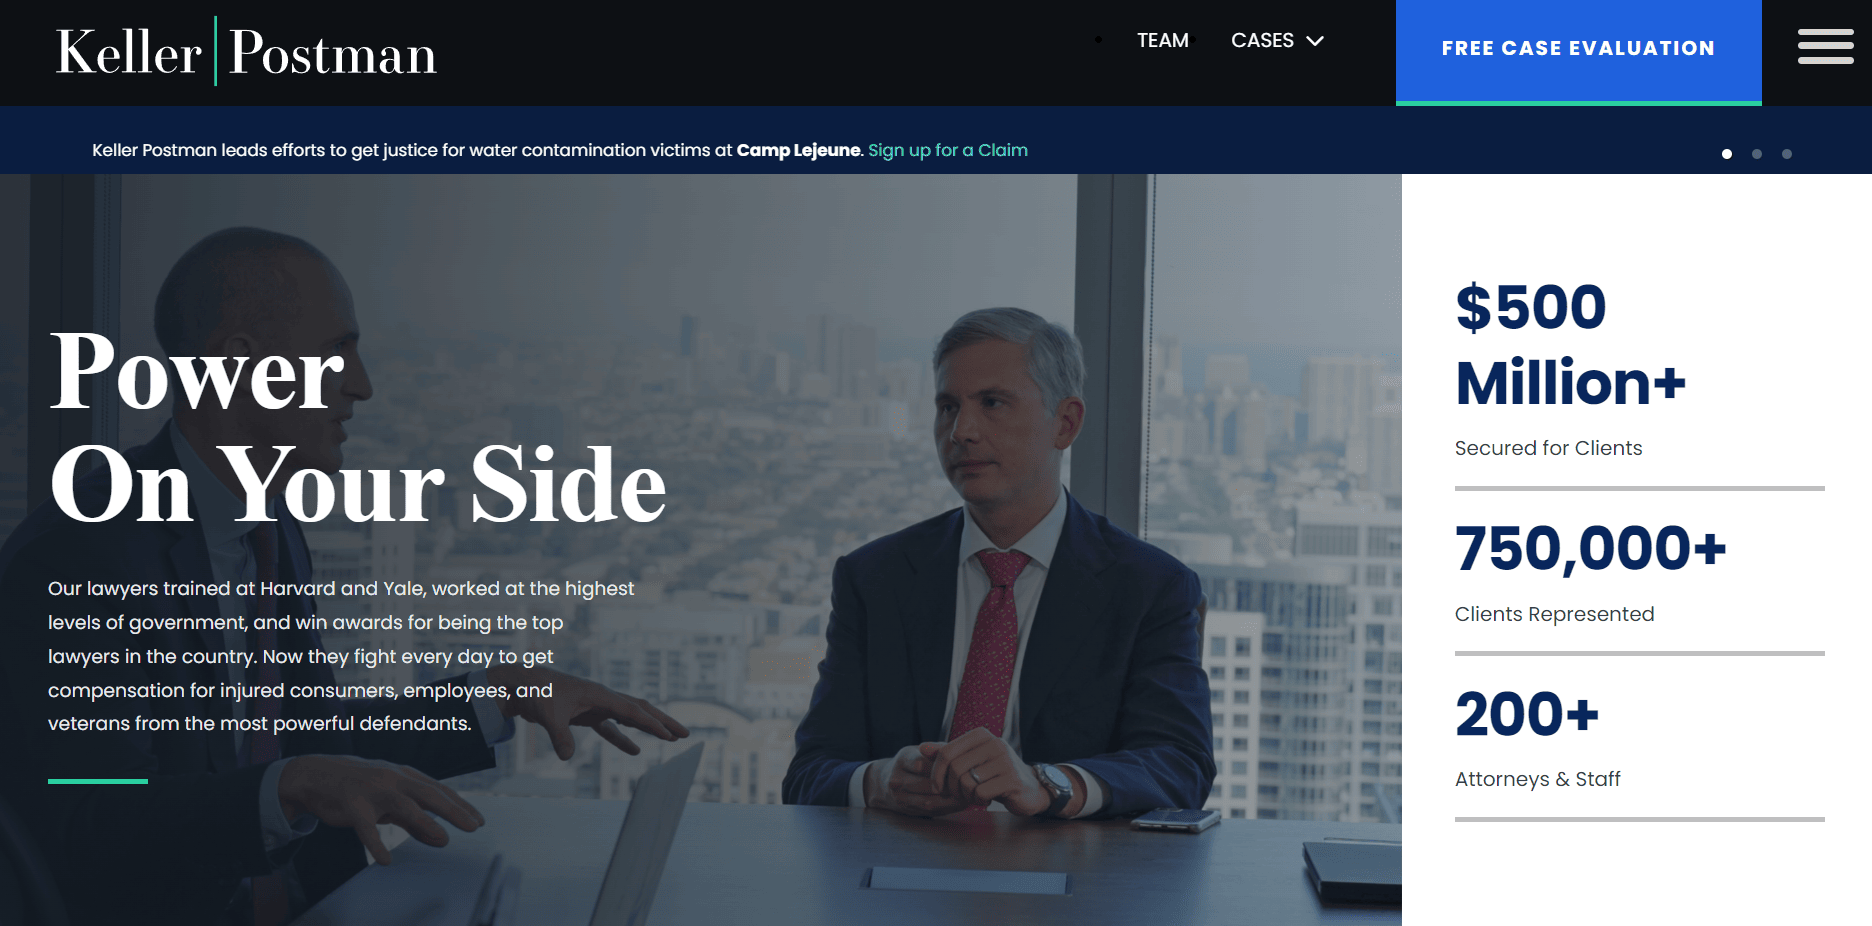 Keller Postman
TEAM
CASES
FREE CASE EVALUATION
Keller Postman leads efforts to get justice for water contamination victims at Camp Lejeune. Sign up for a Claim
Power
On Your Side
Our lawyers trained at Harvard and Yale, worked at the highest
levels of government, and win awards for being the top
lawyers in the country. Now they fight every day to get
compensation for injured consumers, employees, and
veterans from the most powerful defendants.
$500
Million+
Secured for Clients
750,000+
Clients Represented
200+
Attorneys & Staff